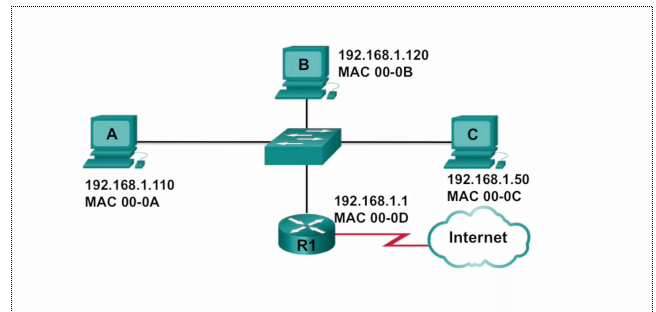 B
192.168.1.120
MAC 00-0B
A
C
192.168.1.110
MAC 00-0A
192.168.1.50
MAC 00-0C
192.168.1.1
MAC 00-0D
R1
Internet